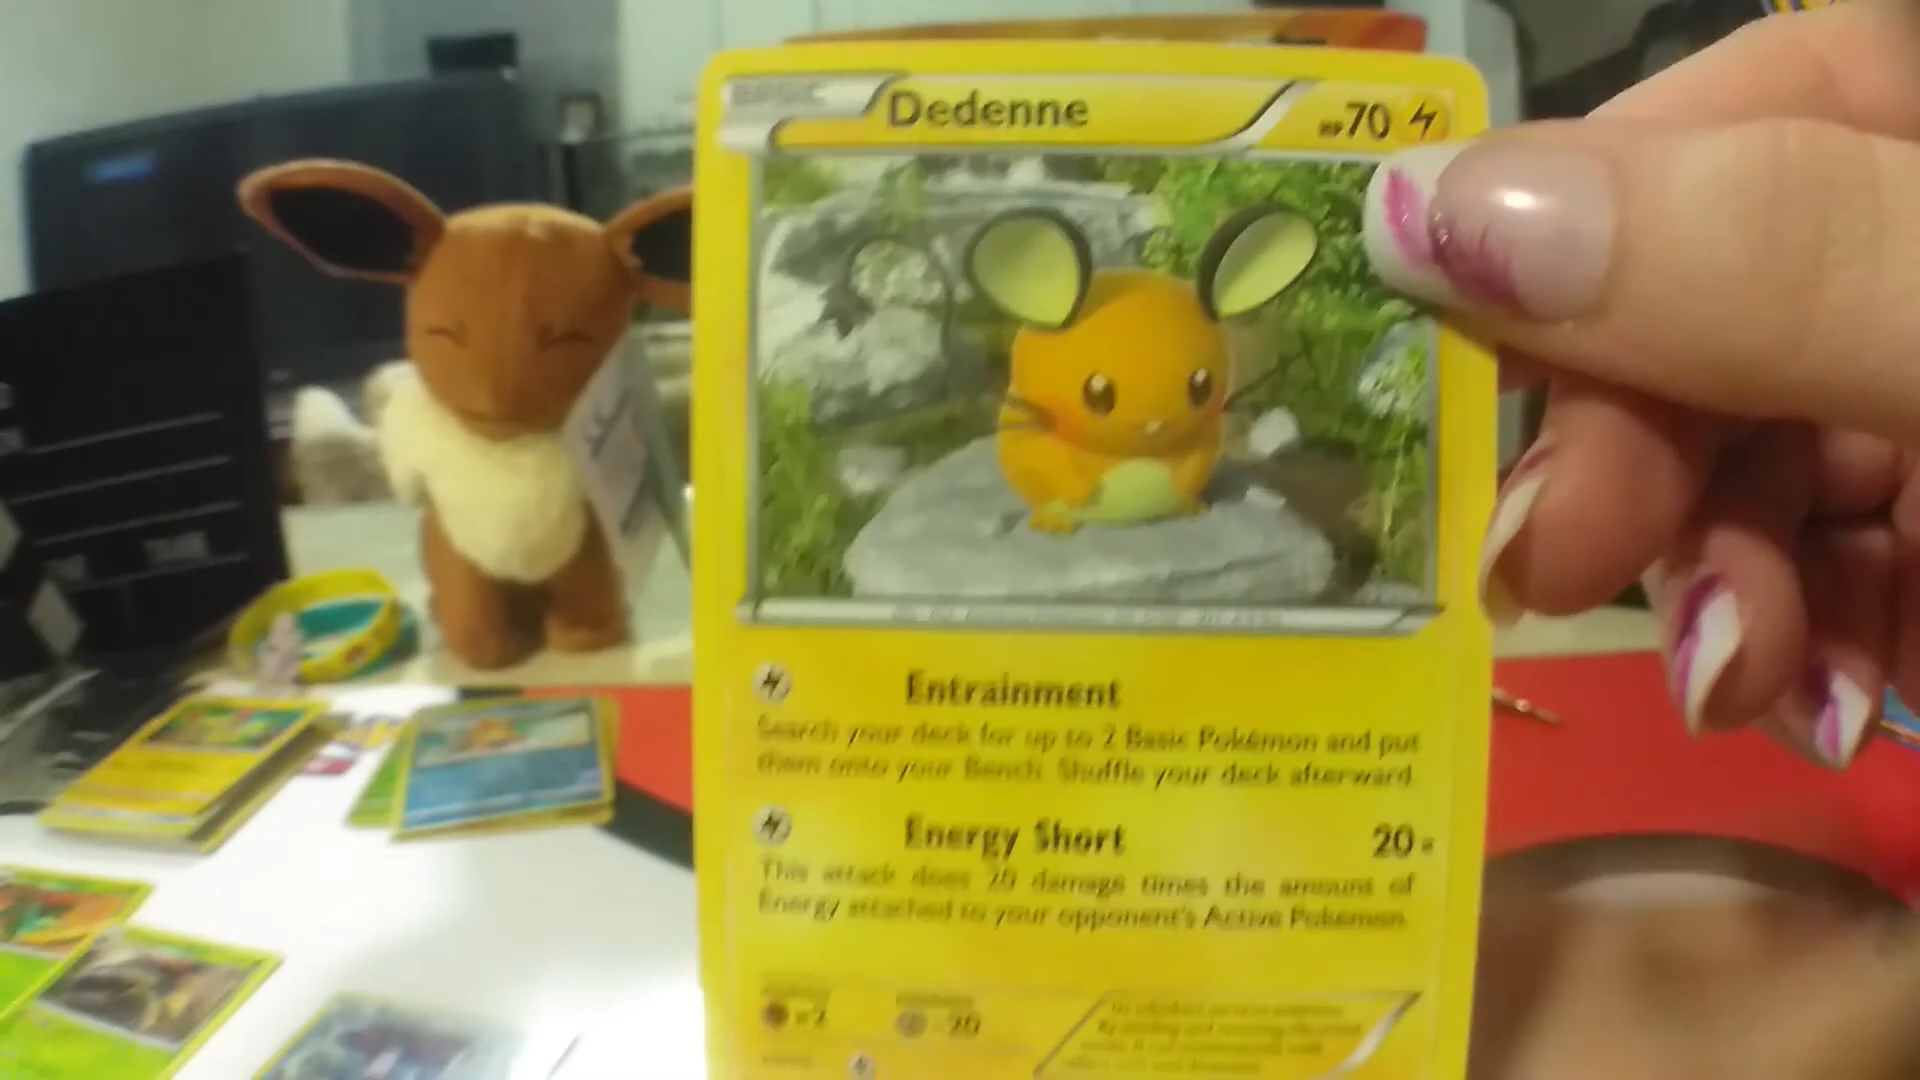 BASIC Dedenne HP70
Entrainment
Search your deck for up to 2 Basic Pokémon and put
them onto your Bench. Shuffle your deck afterward.
Energy Short 20×
This attack does 20 damage times the amount of
Energy attached to your opponent's Active Pokémon.
×2 -20